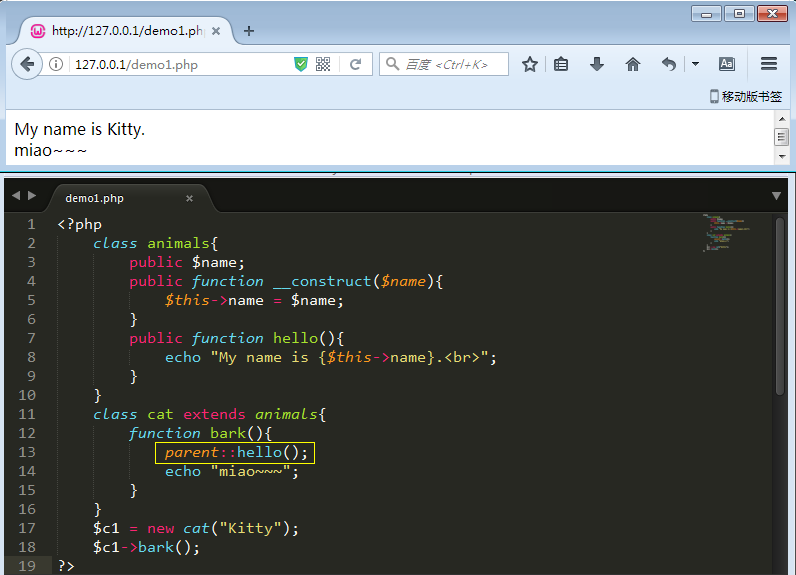 http://127.0.0.1/demo1.ph
127.0.0.1/demo1.php
百度 <Ctrl+K>
Aa
移动版书签
My name is Kitty.
miao~~~
demo1.php
1 <?php
2 class animals{
3 public $name;
4 public function __construct($name){
5 $this->name = $name;
6 }
7 public function hello(){
8 echo "My name is {$this->name}.<br>";
9 }
10 }
11 class cat extends animals{
12 function bark(){
13 parent::hello();
14 echo "miao~~~";
15 }
16 }
17 $c1 = new cat("Kitty");
18 $c1->bark();
19 ?>